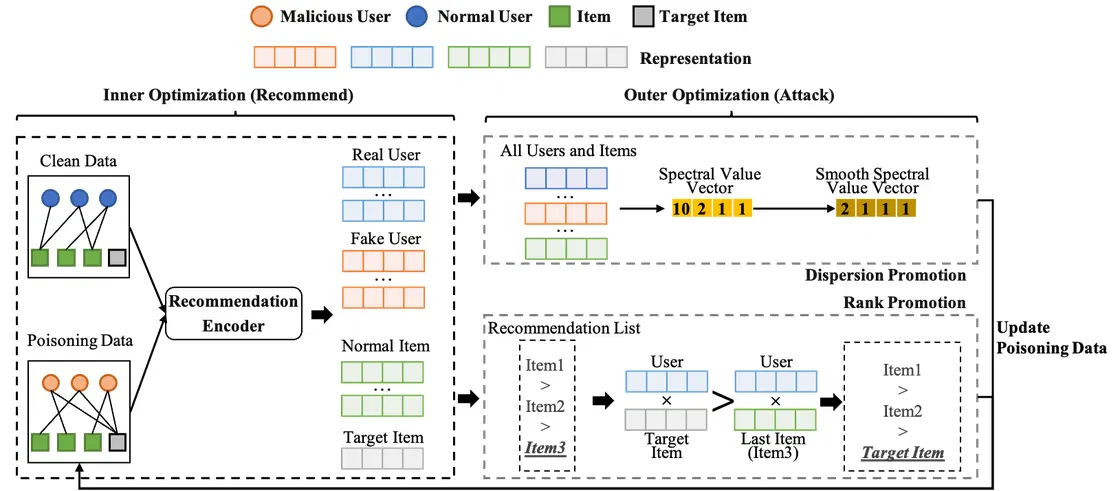 Malicious User
Normal User
Item
Target Item
Representation
Inner Optimization (Recommend)
Outer Optimization (Attack)
Clean Data
Poisoning Data
Recommendation
Encoder
Real User
...
Fake User
...
Normal Item
...
Target Item
All Users and Items
...
...
Spectral Value
Vector
10 2 1 1
Smooth Spectral
Value Vector
2 1 1 1
Dispersion Promotion
Rank Promotion
Recommendation List
Item1
>
Item2
>
Item3
User
×
Target
Item
>
User
×
Last Item
(Item3)
Item1
>
Item2
>
Target Item
Update
Poisoning Data